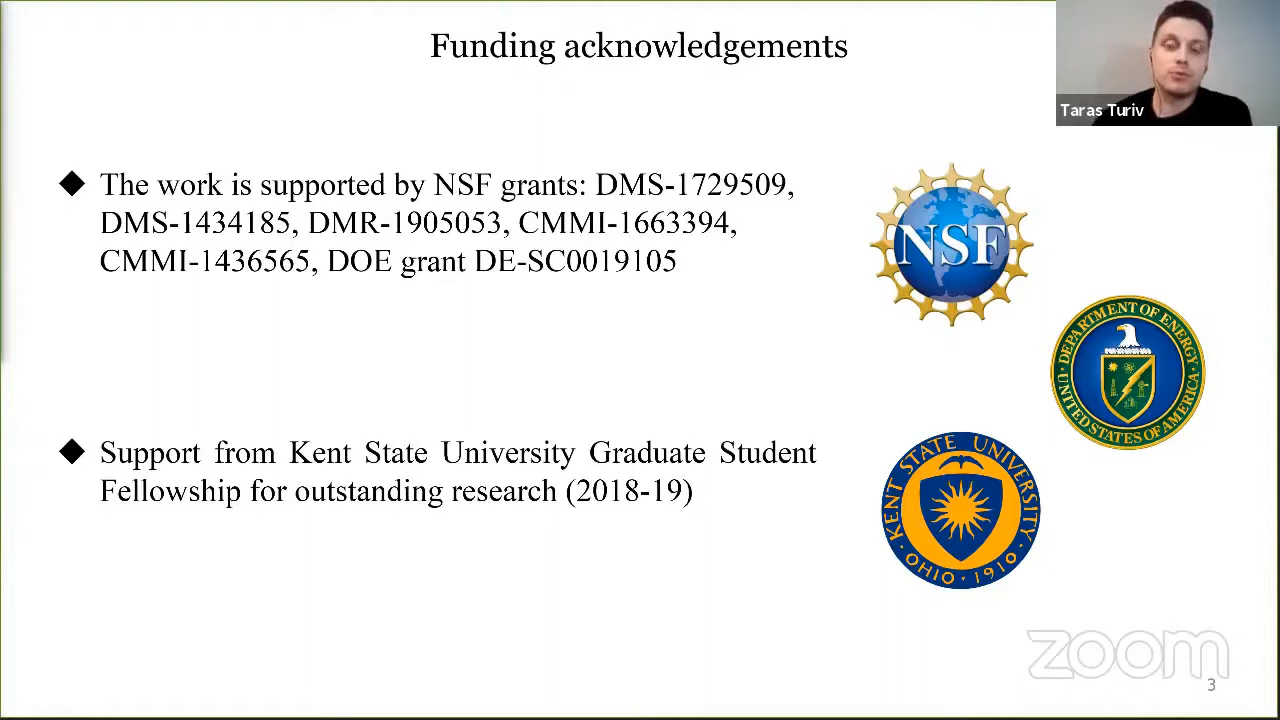 Funding acknowledgements
Taras Turiv
The work is supported by NSF grants: DMS-1729509,
DMS-1434185, DMR-1905053, CMMI-1663394,
CMMI-1436565, DOE grant DE-SC0019105
NSF
DEPARTMENT OF ENERGY
UNITED STATES OF AMERICA
Support from Kent State University Graduate Student
Fellowship for outstanding research (2018-19)
KENT STATE UNIVERSITY
OHIO · 1910
zoom
3